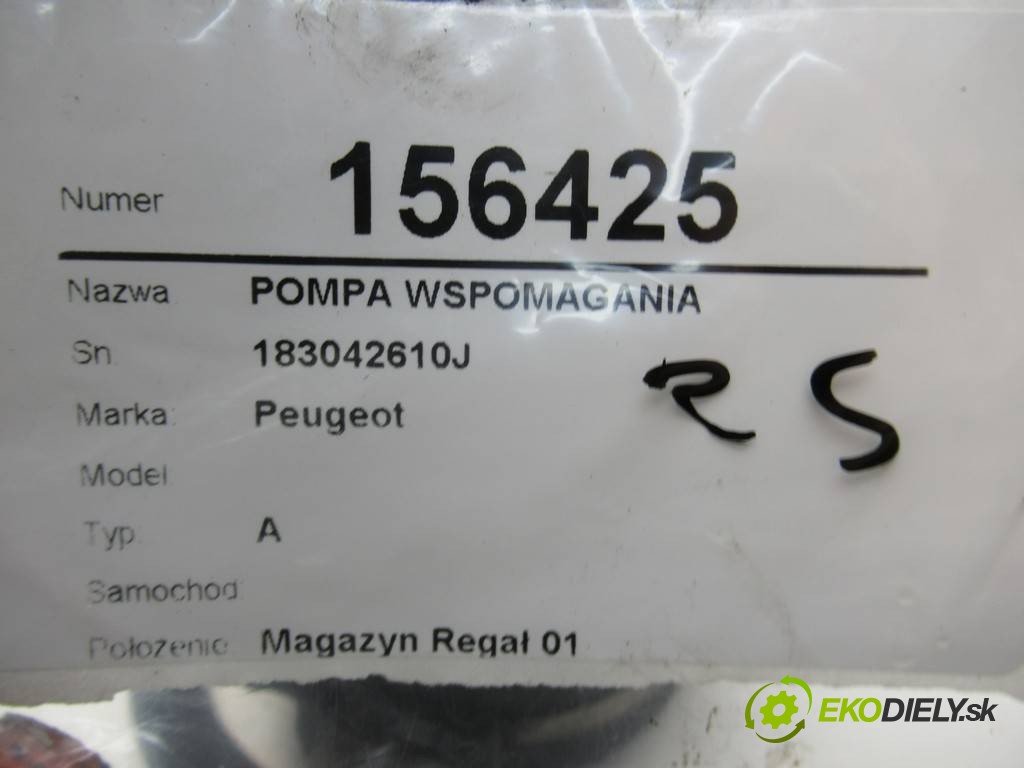 Numer 156425
Nazwa POMPA WSPOMAGANIA
Sn. 183042610J
Marka: Peugeot
Model
Typ: A
Samochod
Położenie Magazyn Regał 01
EKODIELY.sk